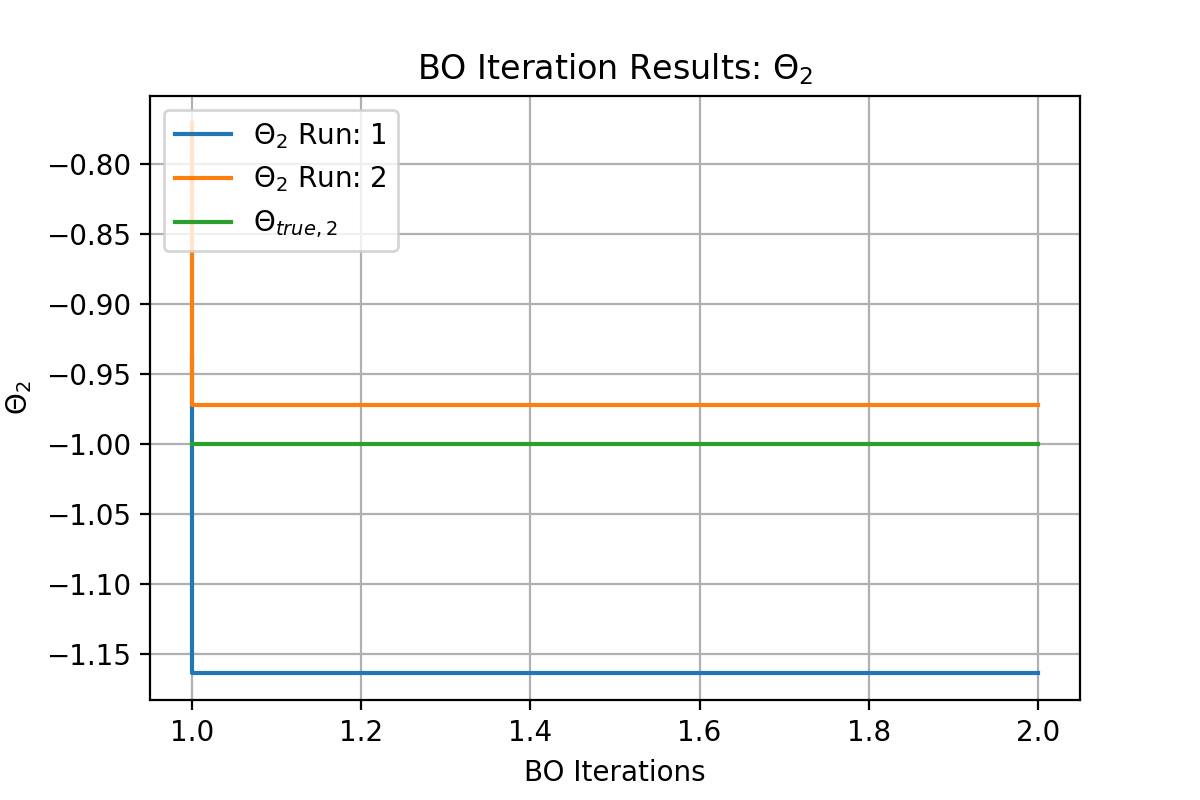 BO Iteration Results: Θ₂
Θ₂ Run: 1
Θ₂ Run: 2
Θtrue, 2
−0.80
−0.85
−0.90
−0.95
−1.00
−1.05
−1.10
−1.15
Θ₂
1.0 1.2 1.4 1.6 1.8 2.0
BO Iterations